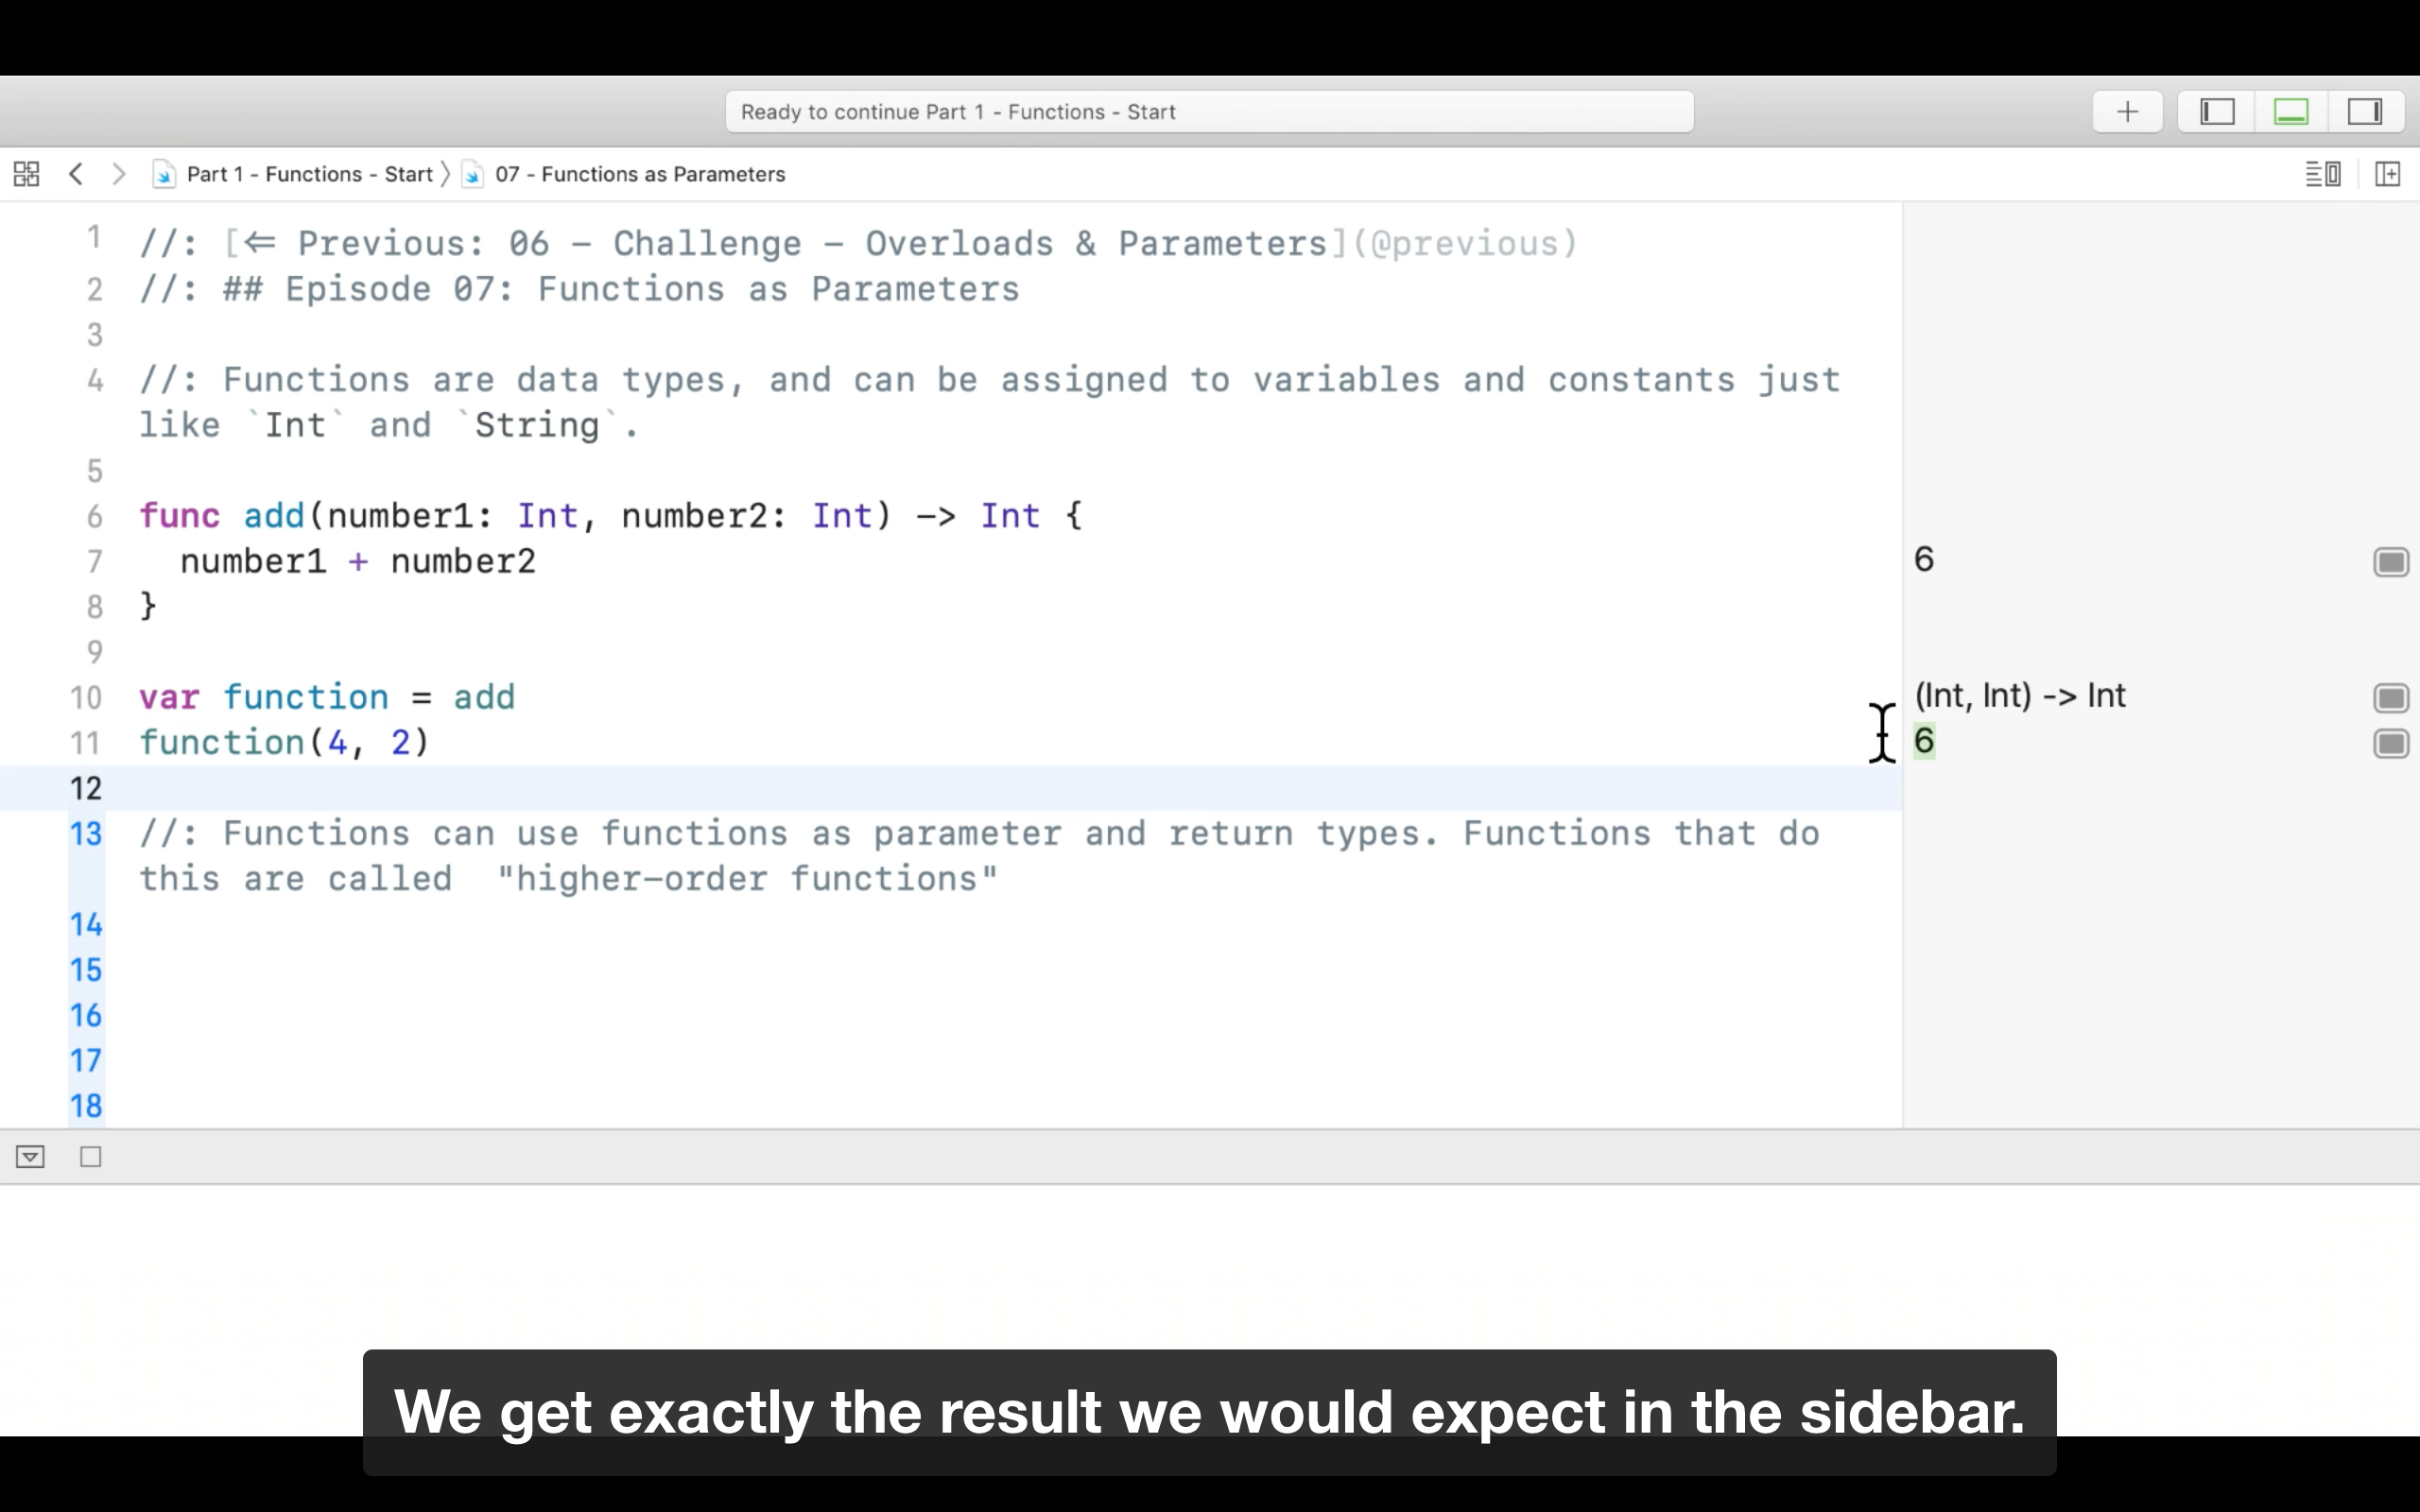 Ready to continue Part 1 - Functions - Start
Part 1 - Functions - Start 〉 07 - Functions as Parameters
1 //: [⇐ Previous: 06 - Challenge - Overloads & Parameters](@previous)
2 //: ## Episode 07: Functions as Parameters
3
4 //: Functions are data types, and can be assigned to variables and constants just
like `Int` and `String`.
5
6 func add(number1: Int, number2: Int) -> Int {
7 number1 + number2 6
8 }
9
10 var function = add (Int, Int) -> Int
11 function(4, 2) 6
12
13 //: Functions can use functions as parameter and return types. Functions that do
this are called  "higher-order functions"
14
15
16
17
18
We get exactly the result we would expect in the sidebar.